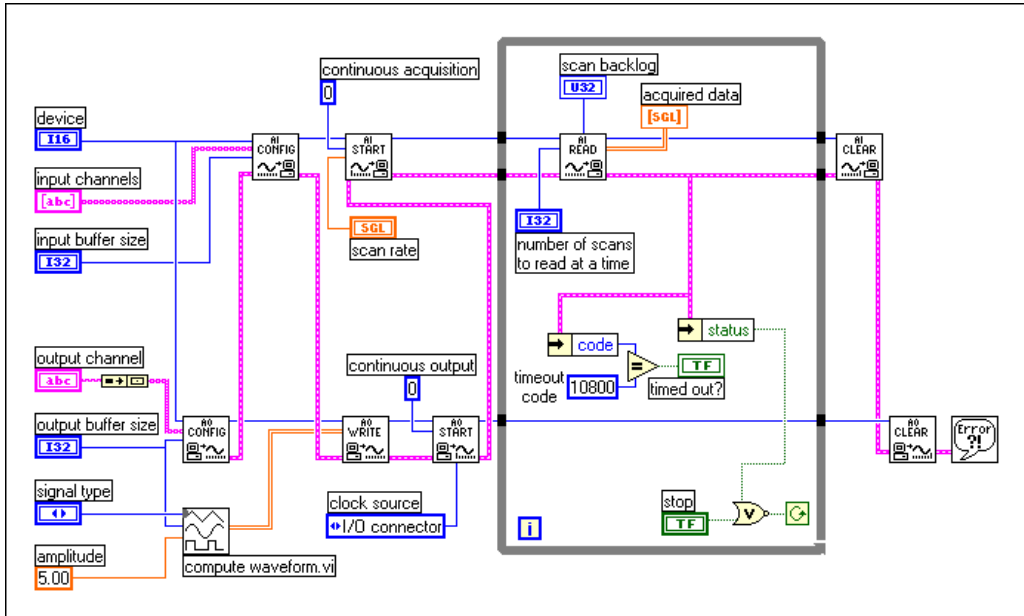 continuous acquisition
0
scan backlog
U32
acquired data
[SGL]
device
I16
AI
CONFIG
AI
START
AI
READ
AI
CLEAR
input channels
[abc]
input buffer size
I32
SGL
scan rate
I32
number of scans
to read at a time
code
status
timeout
code
10800
=
TF
timed out?
output channel
abc
continuous output
0
output buffer size
I32
AO
CONFIG
AO
WRITE
AO
START
AO
CLEAR
Error
?!
signal type
clock source
I/O connector
stop
TF
V
i
amplitude
5.00
compute waveform.vi